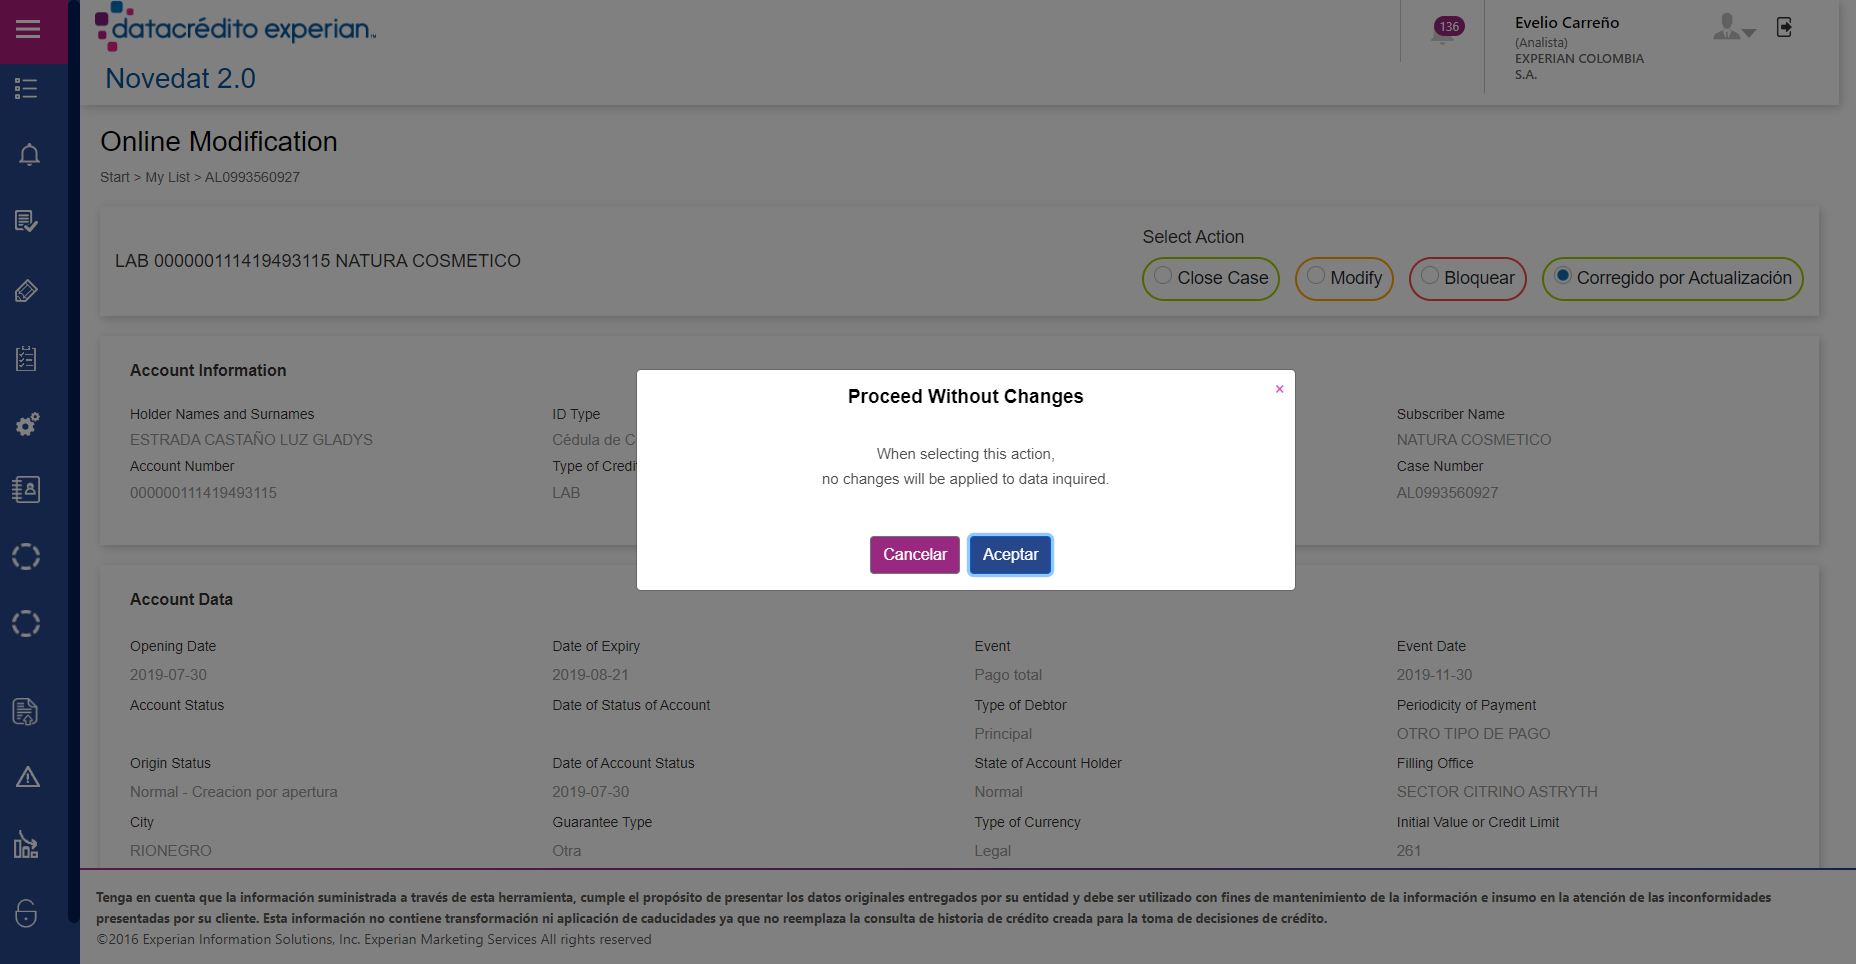 datacrédito experian™
136
Evelio Carreño
(Analista)
EXPERIAN COLOMBIA
S.A.
Novedat 2.0
Online Modification
Start > My List > AL0993560927
Select Action
LAB 000000111419493115 NATURA COSMETICO
Close Case
Modify
Bloquear
Corregido por Actualización
Account Information
Holder Names and Surnames
ESTRADA CASTAÑO LUZ GLADYS
Account Number
000000111419493115
ID Type
Cédula de C
Type of Credi
LAB
Subscriber Name
NATURA COSMETICO
Case Number
AL0993560927
Proceed Without Changes
×
When selecting this action,
no changes will be applied to data inquired.
Cancelar
Aceptar
Account Data
Opening Date
Date of Expiry
Event
Event Date
2019-07-30
2019-08-21
Pago total
2019-11-30
Account Status
Date of Status of Account
Type of Debtor
Periodicity of Payment
Principal
OTRO TIPO DE PAGO
Origin Status
Date of Account Status
State of Account Holder
Filling Office
Normal - Creacion por apertura
2019-07-30
Normal
SECTOR CITRINO ASTRYTH
City
Guarantee Type
Type of Currency
Initial Value or Credit Limit
RIONEGRO
Otra
Legal
261
Tenga en cuenta que la información suministrada a través de esta herramienta, cumple el propósito de presentar los datos originales entregados por su entidad y debe ser utilizado con fines de mantenimiento de la información e insumo en la atención de las inconformidades
presentadas por su cliente. Esta información no contiene transformación ni aplicación de caducidades ya que no reemplaza la consulta de historia de crédito creada para la toma de decisiones de crédito.
©2016 Experian Information Solutions, Inc. Experian Marketing Services All rights reserved